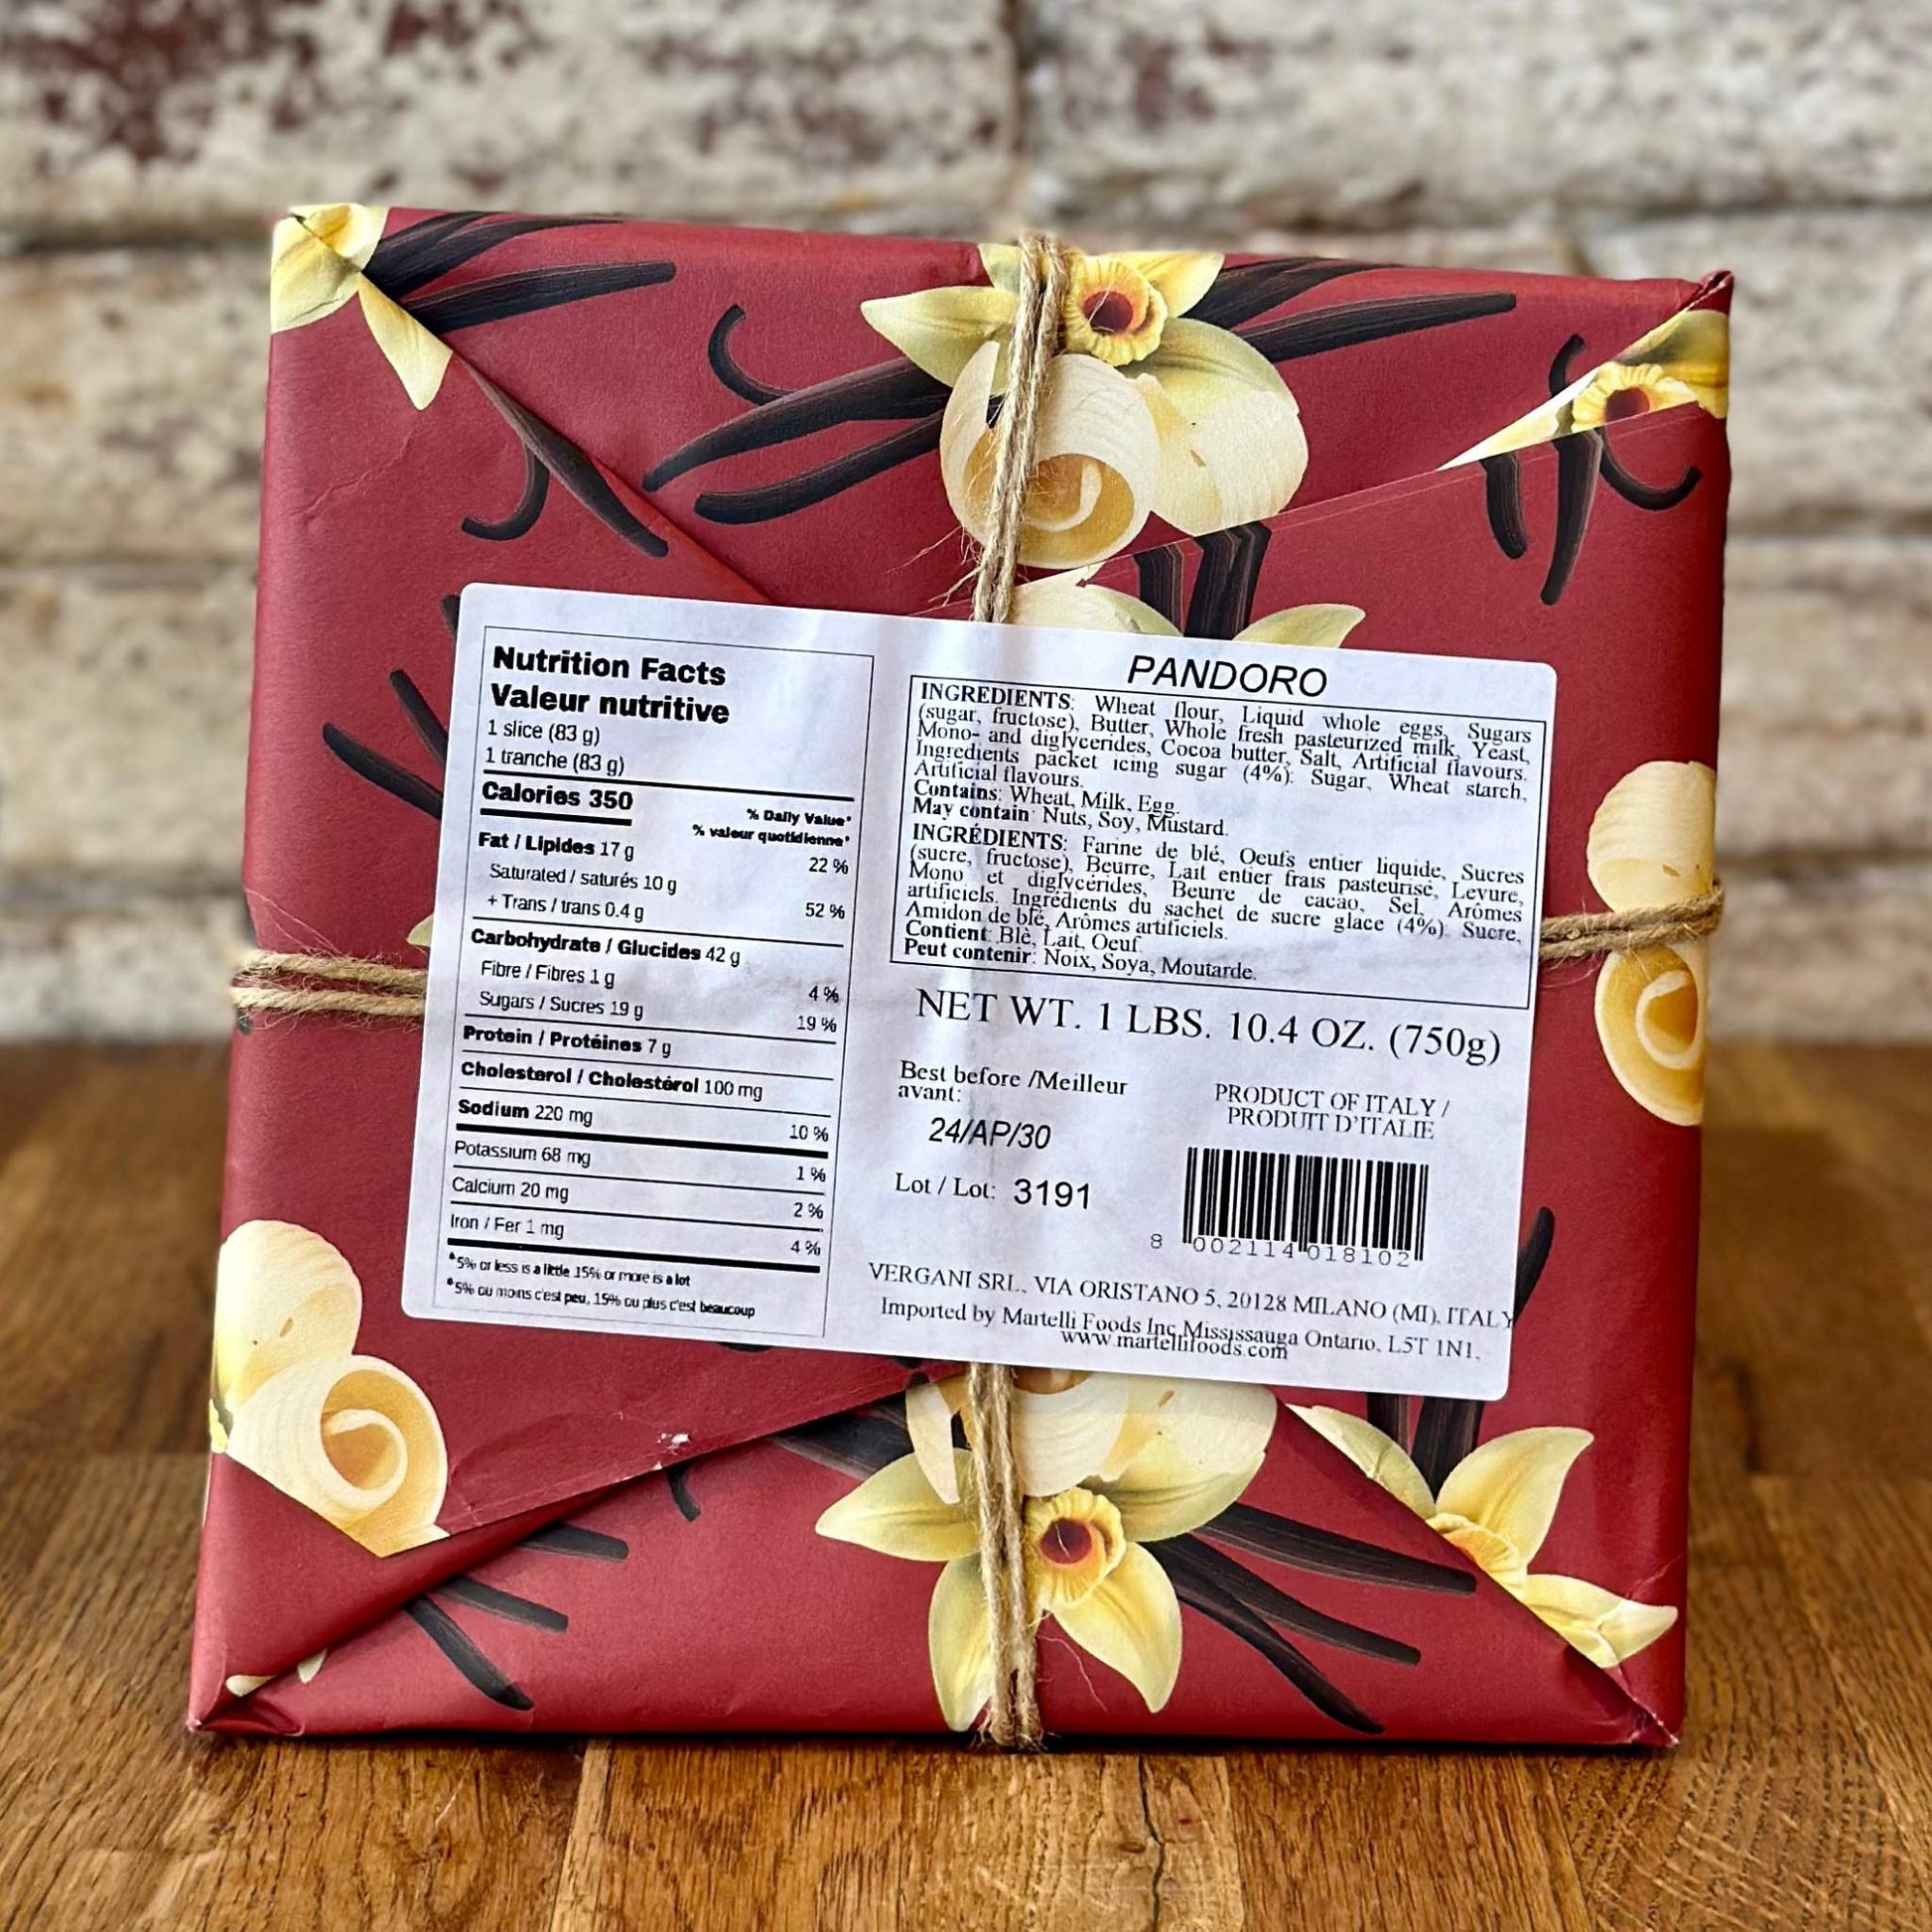 Nutrition Facts
Valeur nutritive
1 slice (83 g)
1 tranche (83 g)
Calories 350
% Daily Value*
% valeur quotidienne*
Fat / Lipides 17 g
22 %
Saturated / saturés 10 g
+ Trans / trans 0.4 g
52 %
Carbohydrate / Glucides 42 g
Fibre / Fibres 1 g
4 %
Sugars / Sucres 19 g
19 %
Protein / Protéines 7 g
Cholesterol / Cholestérol 100 mg
Sodium 220 mg
10 %
Potassium 68 mg
1 %
Calcium 20 mg
2 %
Iron / Fer 1 mg
4 %
*5% or less is a little 15% or more is a lot
*5% ou moins c'est peu, 15% ou plus c'est beaucoup
PANDORO
INGREDIENTS: Wheat flour, Liquid whole eggs, Sugars
(sugar, fructose), Butter, Whole fresh pasteurized milk, Yeast,
Mono- and diglycerides, Cocoa butter, Salt, Artificial flavours.
Ingredients packet icing sugar (4%): Sugar, Wheat starch,
Artificial flavours.
Contains: Wheat, Milk, Egg.
May contain: Nuts, Soy, Mustard.
INGRÉDIENTS: Farine de blé, Oeufs entier liquide, Sucres
(sucre, fructose), Beurre, Lait entier frais pasteurisé, Levure,
Mono et diglycérides, Beurre de cacao, Sel, Arômes
artificiels. Ingrédients du sachet de sucre glace (4%): Sucre,
Amidon de blé, Arômes artificiels.
Contient: Blè, Lait, Oeuf.
Peut contenir: Noix, Soya, Moutarde.
NET WT. 1 LBS. 10.4 OZ. (750g)
Best before /Meilleur
avant:
24/AP/30
Lot / Lot: 3191
PRODUCT OF ITALY /
PRODUIT D'ITALIE
8 002114 018102
VERGANI SRL, VIA ORISTANO 5, 20128 MILANO (MI), ITALY
Imported by Martelli Foods Inc Mississauga Ontario, L5T 1N1,
www.martellifoods.com